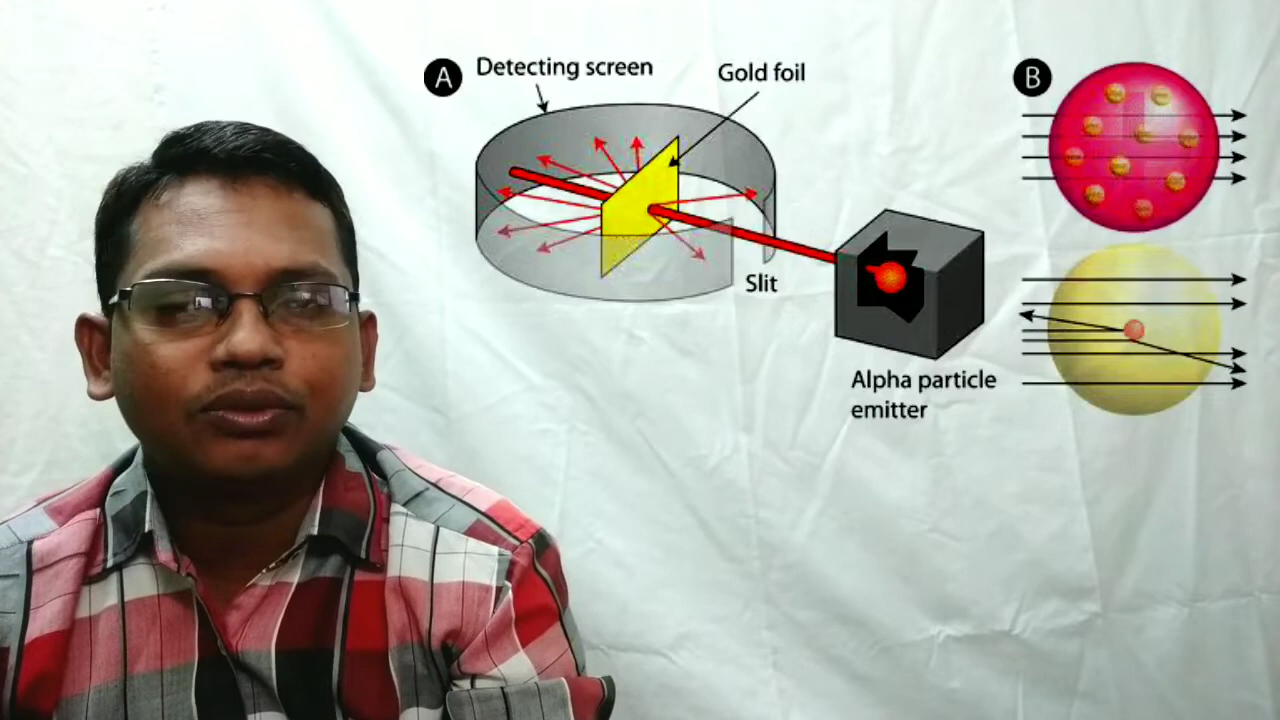 A
Detecting screen
Gold foil
Slit
Alpha particle
emitter
B